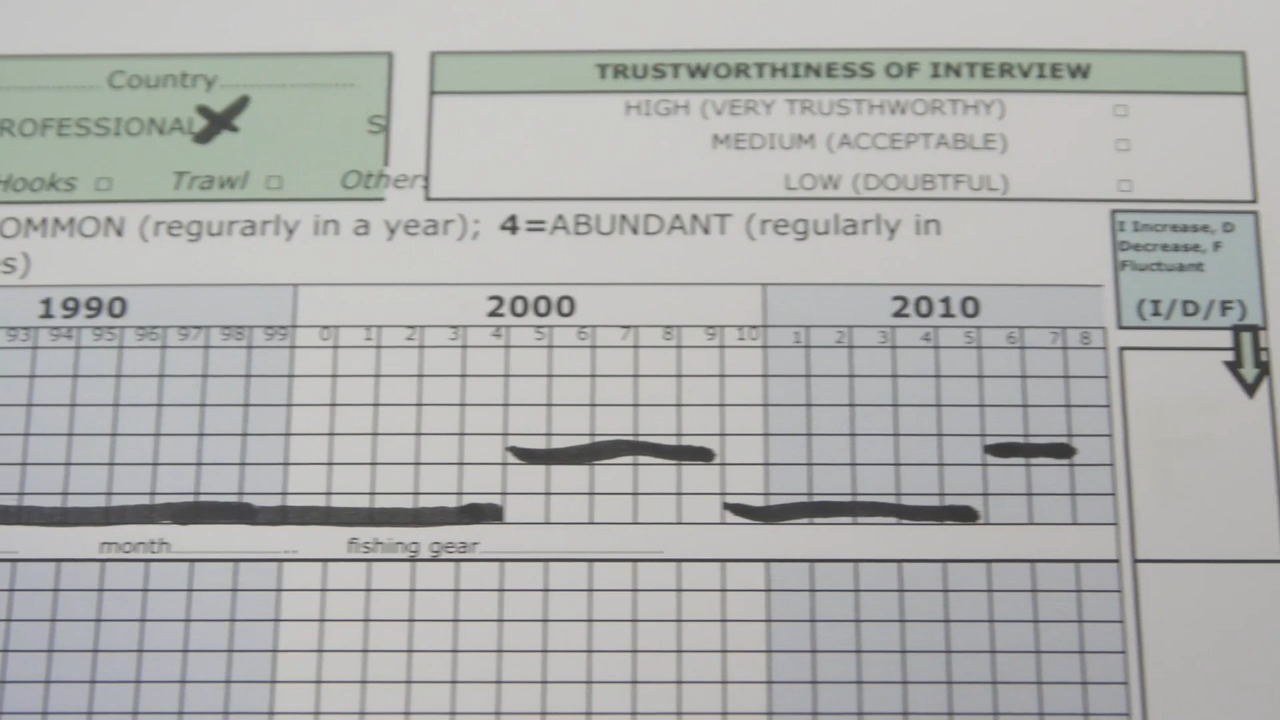 Country
TRUSTWORTHINESS OF INTERVIEW
ROFESSIONAL S
HIGH (VERY TRUSTHWORTHY)
MEDIUM (ACCEPTABLE)
Hooks Trawl Other
LOW (DOUBTFUL)
OMMON (regurarly in a year); 4=ABUNDANT (regularly in
s)
I Increase, D
Decrease, F
Fluctuant
(I/D/F)
1990 2000 2010
93 94 95 96 97 98 99 0 1 2 3 4 5 6 7 8 9 10 1 2 3 4 5 6 7 8
month.......... fishing gear..........